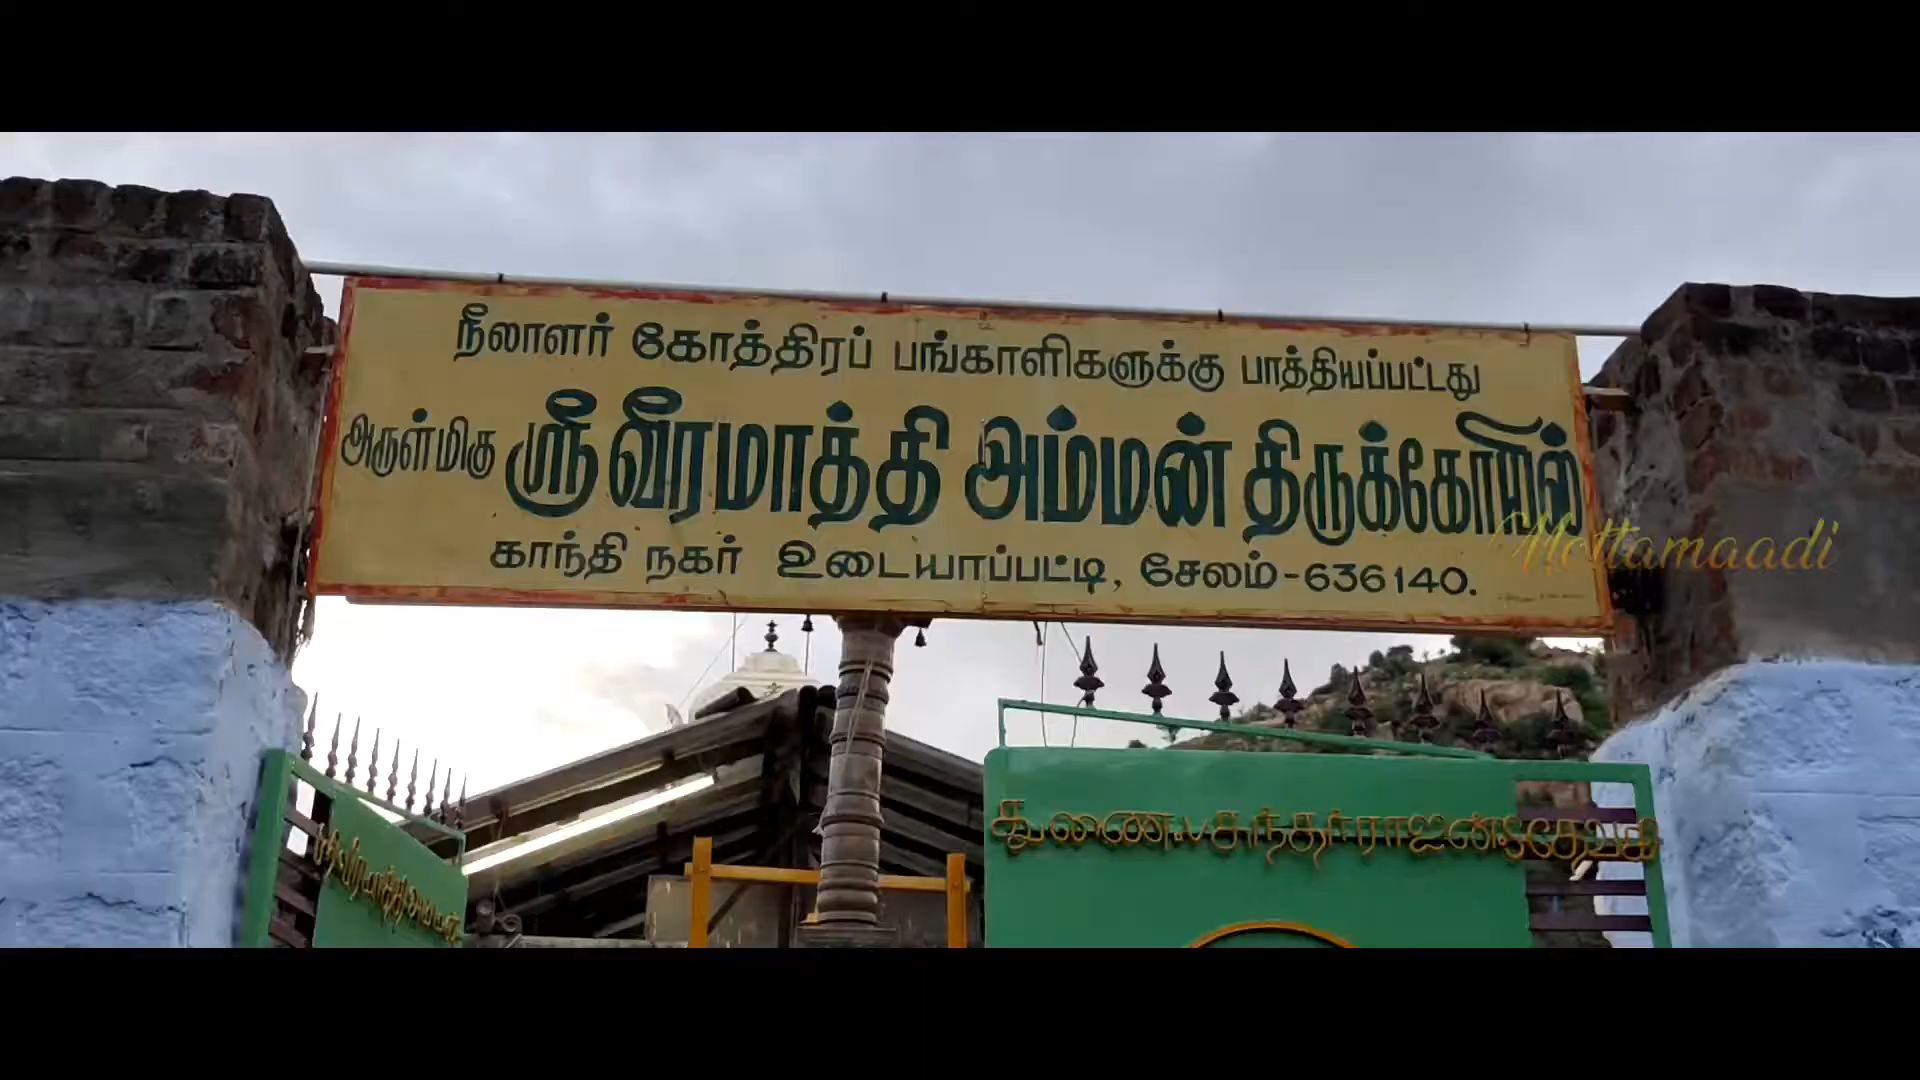 நீலாளர் கோத்திரப் பங்காளிகளுக்கு பாத்தியப்பட்டது
அருள்மிகு ஸ்ரீ வீரமாத்தி அம்மன் திருக்கோயில்
காந்தி நகர் உடையாப்பட்டி, சேலம்-636140.
Mottamaadi